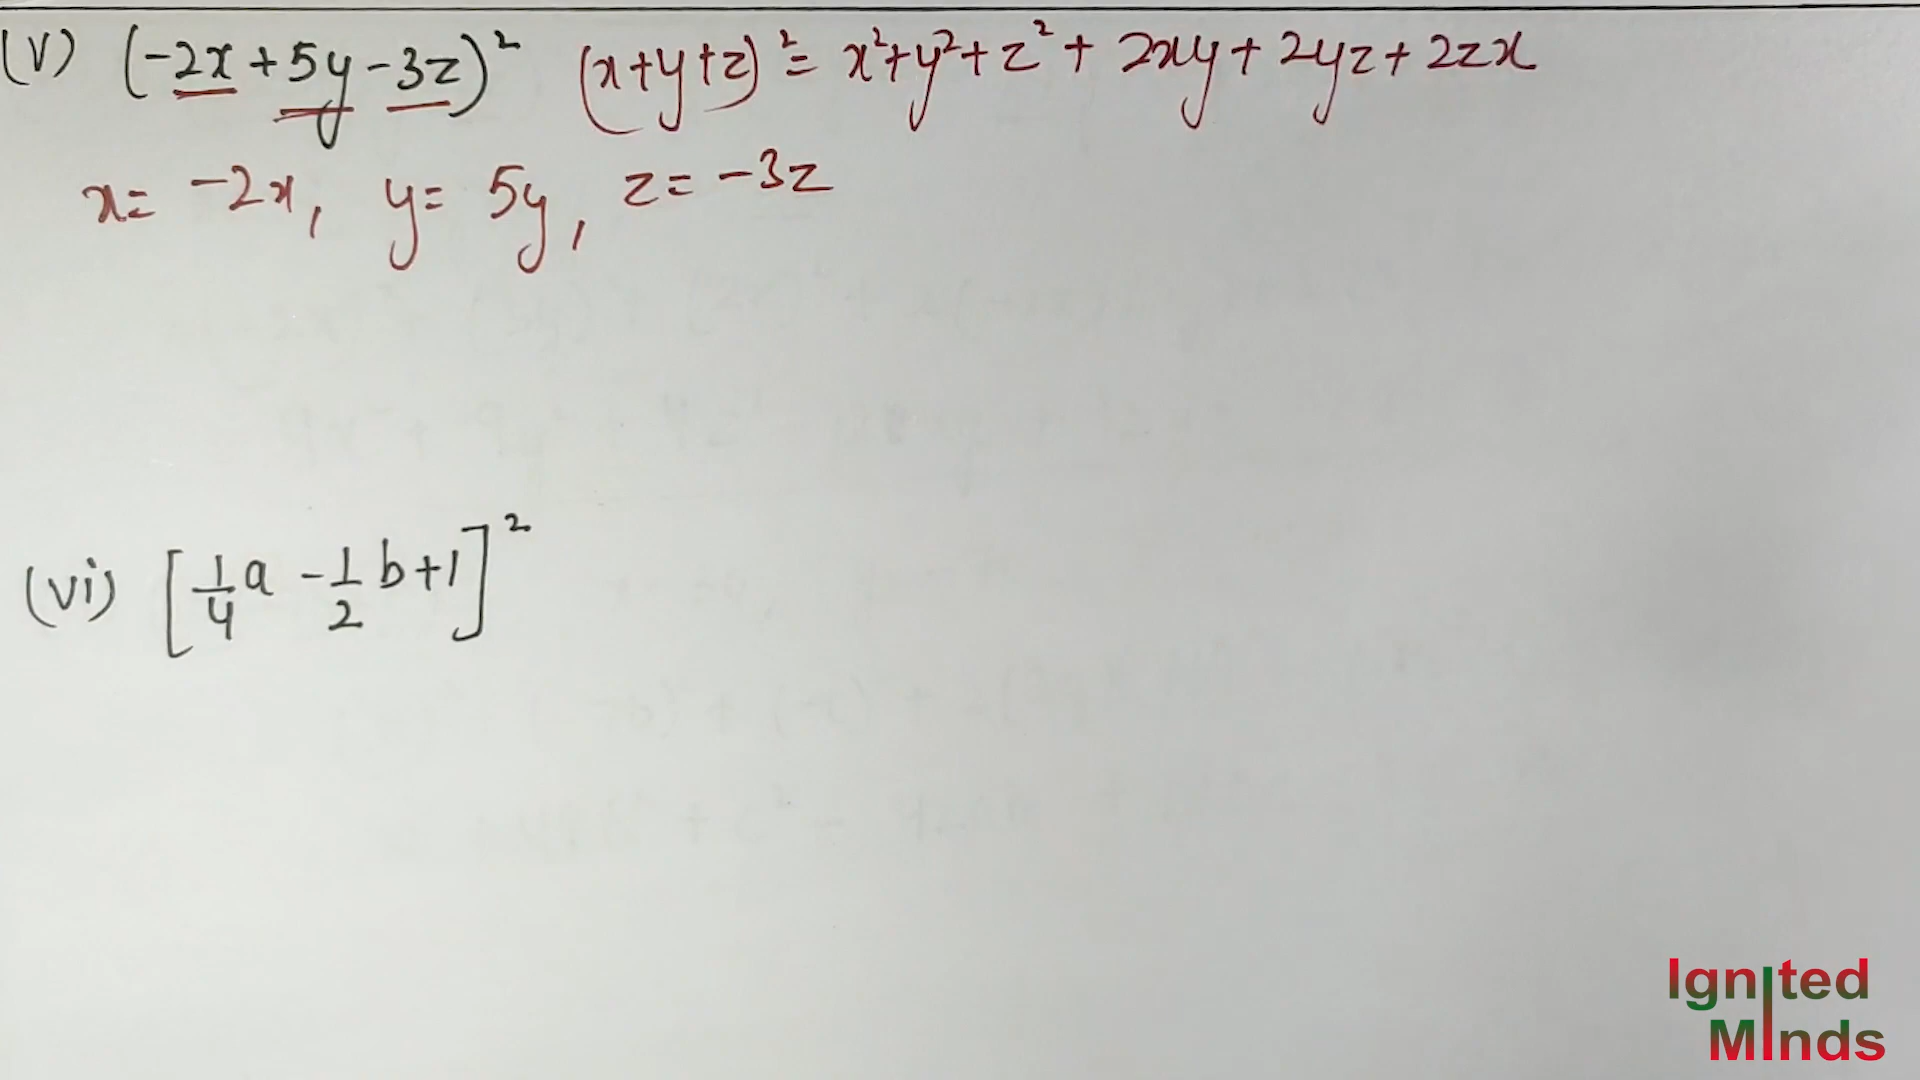 (V) (-2x + 5y - 3z)² (x+y+z)² = x²+y²+z²+ 2xy+ 2yz+ 2zx
x= -2x, y= 5y, z= -3z
(vi) [1/4 a - 1/2 b+1]²
Ignited
Minds